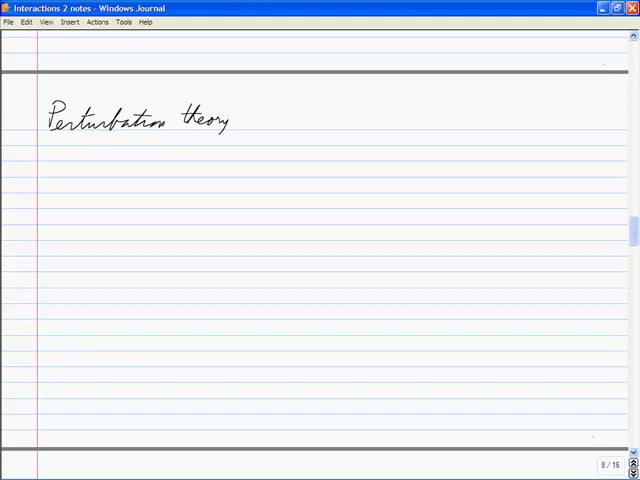 Interactions 2 notes - Windows Journal
File Edit View Insert Actions Tools Help
Perturbation theory
8 / 16